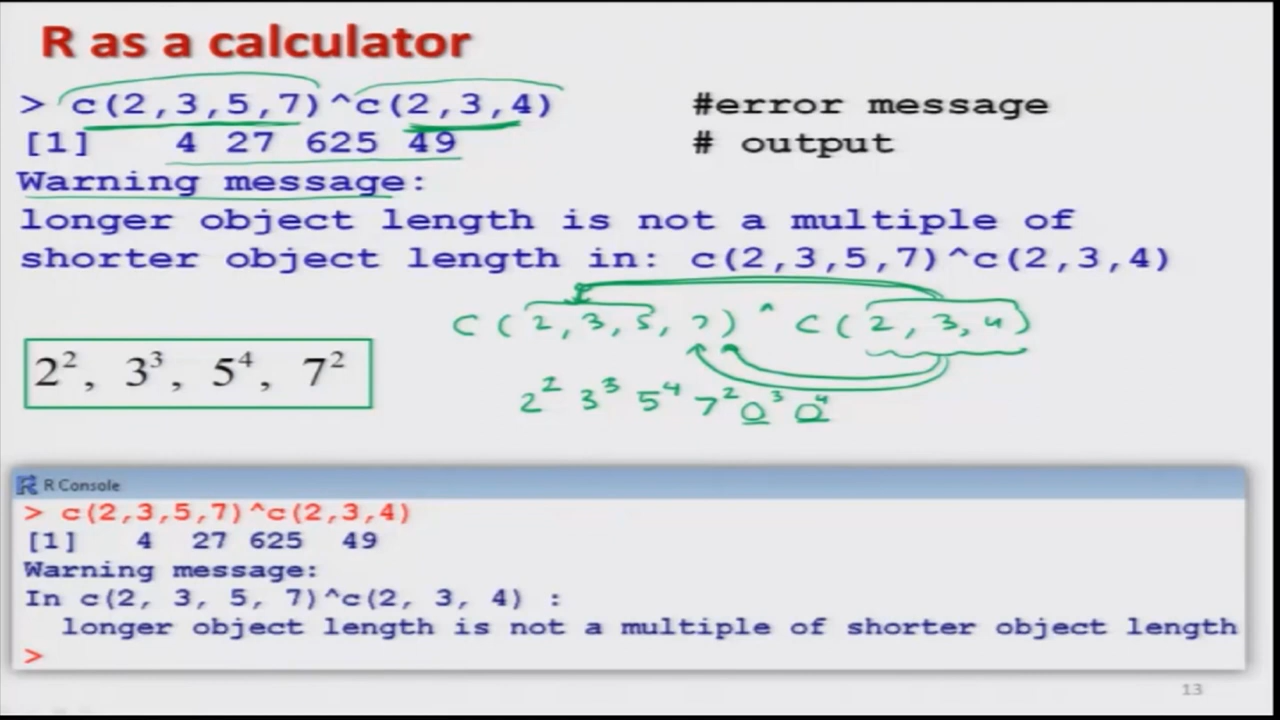 R as a calculator
> c(2,3,5,7)^c(2,3,4) #error message
[1] 4 27 625 49 # output
Warning message:
longer object length is not a multiple of
shorter object length in: c(2,3,5,7)^c(2,3,4)
C ( 2, 3, 5, 7 ) ^ C ( 2, 3, 4 )
2², 3³, 5⁴, 7²
2² 3³ 5⁴ 7² 0³ 0⁴
R Console
> c(2,3,5,7)^c(2,3,4)
[1] 4 27 625 49
Warning message:
In c(2, 3, 5, 7)^c(2, 3, 4) :
longer object length is not a multiple of shorter object length
>
13